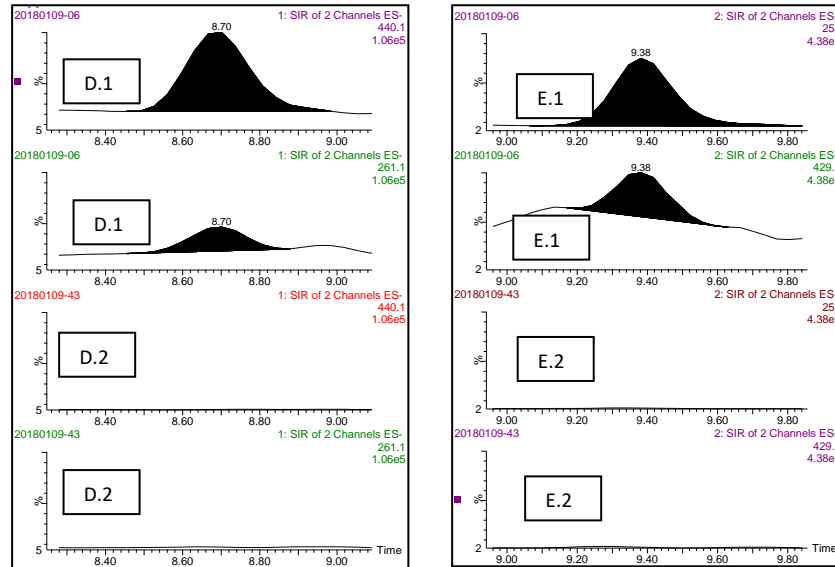 20180109-06 1: SIR of 2 Channels ES-
440.1
1.06e5
8.70
%
D.1
5
8.40 8.60 8.80 9.00
20180109-06 1: SIR of 2 Channels ES-
261.1
1.06e5
8.70
%
D.1
5
8.40 8.60 8.80 9.00
20180109-43 1: SIR of 2 Channels ES-
440.1
1.06e5
%
D.2
5
8.40 8.60 8.80 9.00
20180109-43 1: SIR of 2 Channels ES-
261.1
1.06e5
%
D.2
5
Time
8.40 8.60 8.80 9.00
20180109-06 2: SIR of 2 Channels ES-
25
4.38e
9.38
%
E.1
2
9.00 9.20 9.40 9.60 9.80
20180109-06 2: SIR of 2 Channels ES-
429.
4.38e
9.38
%
E.1
2
9.00 9.20 9.40 9.60 9.80
20180109-43 2: SIR of 2 Channels ES-
25
4.38e
%
E.2
2
9.00 9.20 9.40 9.60 9.80
20180109-43 2: SIR of 2 Channels ES-
429.
4.38e
%
E.2
2
Time
9.00 9.20 9.40 9.60 9.80